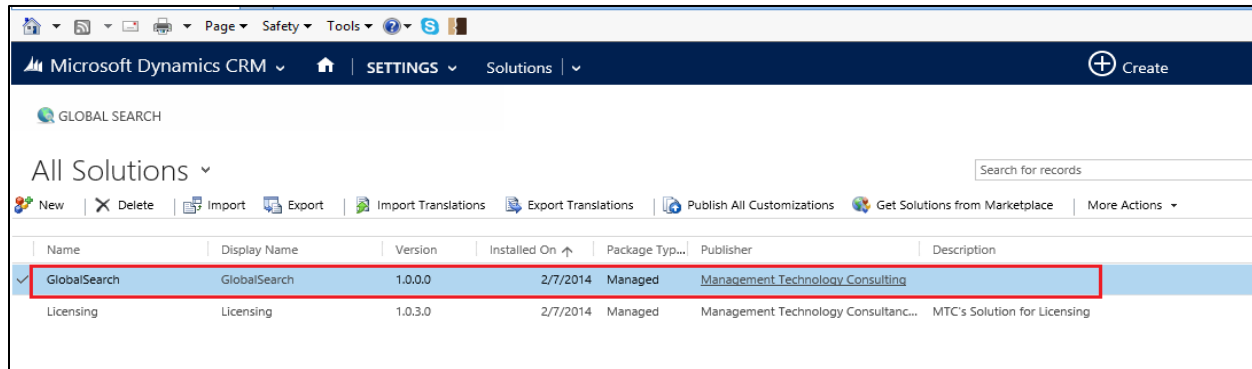 Page Safety Tools
Microsoft Dynamics CRM SETTINGS Solutions Create
GLOBAL SEARCH
All Solutions
Search for records
New Delete Import Export Import Translations Export Translations Publish All Customizations Get Solutions from Marketplace More Actions
Name Display Name Version Installed On Package Typ... Publisher Description
GlobalSearch GlobalSearch 1.0.0.0 2/7/2014 Managed Management Technology Consulting
Licensing Licensing 1.0.3.0 2/7/2014 Managed Management Technology Consultanc... MTC's Solution for Licensing